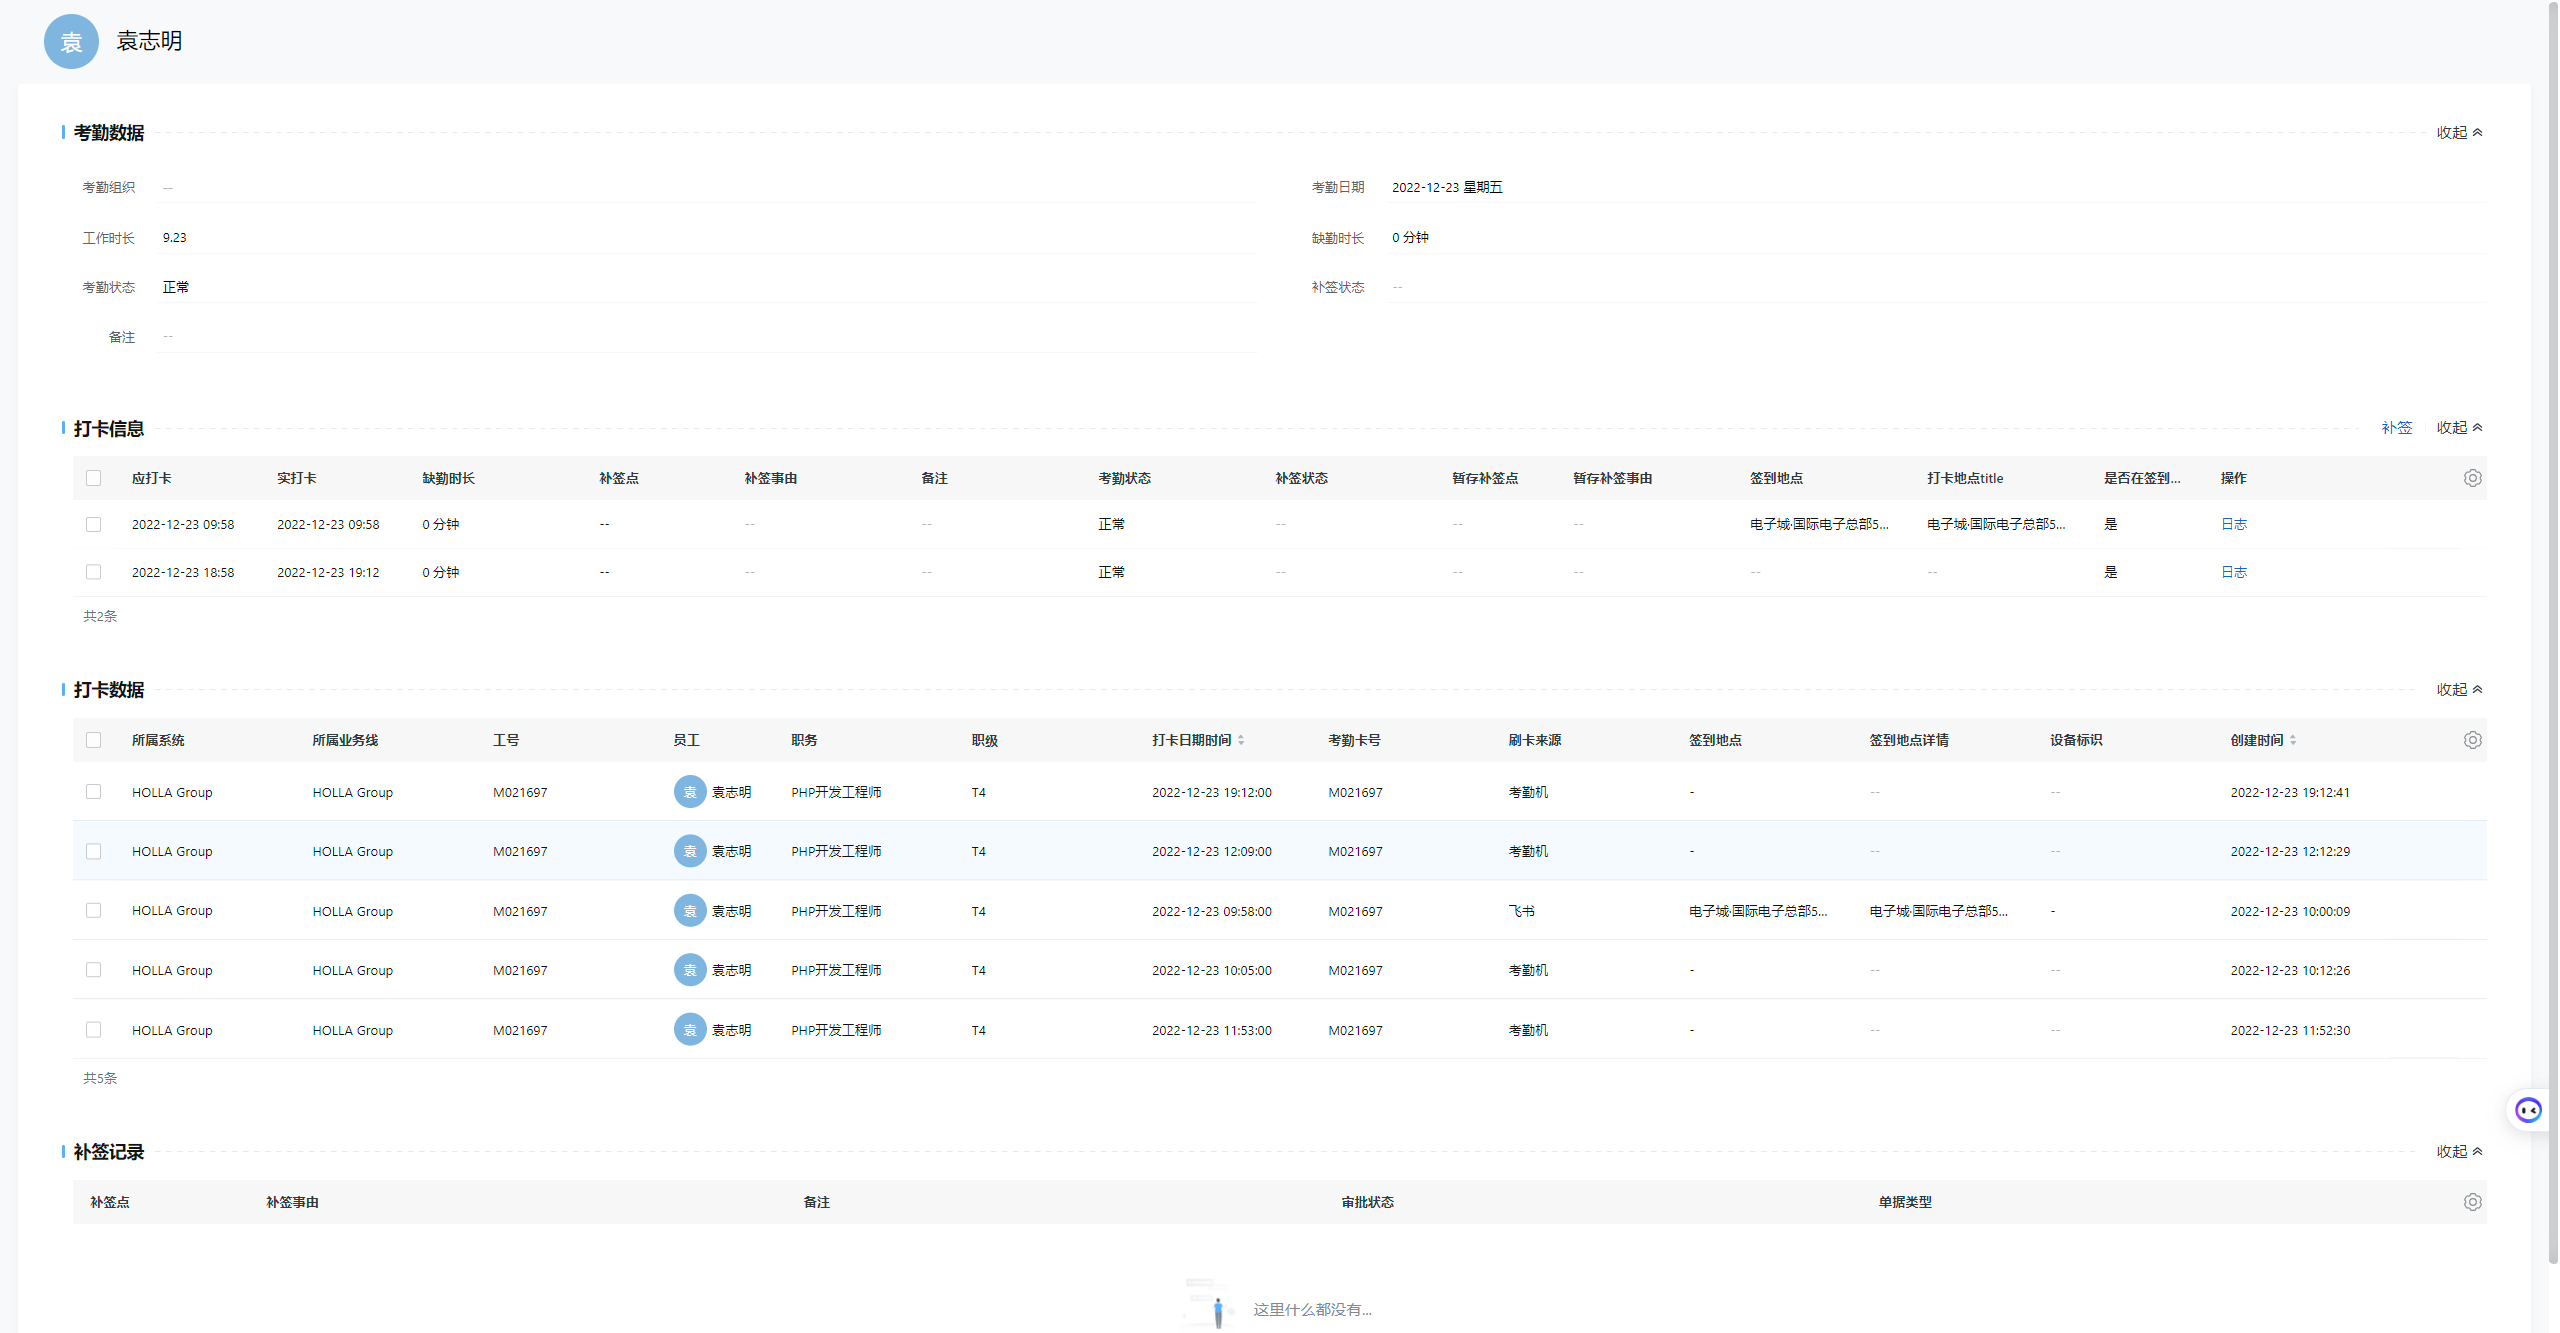 袁 袁志明
考勤数据 收起
考勤组织 -- 考勤日期 2022-12-23 星期五
工作时长 9.23 缺勤时长 0 分钟
考勤状态 正常 补签状态 --
备注 --
打卡信息 补签 收起
应打卡 实打卡 缺勤时长 补签点 补签事由 备注 考勤状态 补签状态 暂存补签点 暂存补签事由 签到地点 打卡地点title 是否在签到... 操作
2022-12-23 09:58 2022-12-23 09:58 0 分钟 -- -- -- 正常 -- -- -- 电子城·国际电子总部5... 电子城·国际电子总部5... 是 日志
2022-12-23 18:58 2022-12-23 19:12 0 分钟 -- -- -- 正常 -- -- -- -- -- 是 日志
共2条
打卡数据 收起
所属系统 所属业务线 工号 员工 职务 职级 打卡日期时间 考勤卡号 刷卡来源 签到地点 签到地点详情 设备标识 创建时间
HOLLA Group HOLLA Group M021697 袁 袁志明 PHP开发工程师 T4 2022-12-23 19:12:00 M021697 考勤机 - -- -- 2022-12-23 19:12:41
HOLLA Group HOLLA Group M021697 袁 袁志明 PHP开发工程师 T4 2022-12-23 12:09:00 M021697 考勤机 - -- -- 2022-12-23 12:12:29
HOLLA Group HOLLA Group M021697 袁 袁志明 PHP开发工程师 T4 2022-12-23 09:58:00 M021697 飞书 电子城·国际电子总部5... 电子城·国际电子总部5... - 2022-12-23 10:00:09
HOLLA Group HOLLA Group M021697 袁 袁志明 PHP开发工程师 T4 2022-12-23 10:05:00 M021697 考勤机 - -- -- 2022-12-23 10:12:26
HOLLA Group HOLLA Group M021697 袁 袁志明 PHP开发工程师 T4 2022-12-23 11:53:00 M021697 考勤机 - -- -- 2022-12-23 11:52:30
共5条
补签记录 收起
补签点 补签事由 备注 审批状态 单据类型
这里什么都没有...